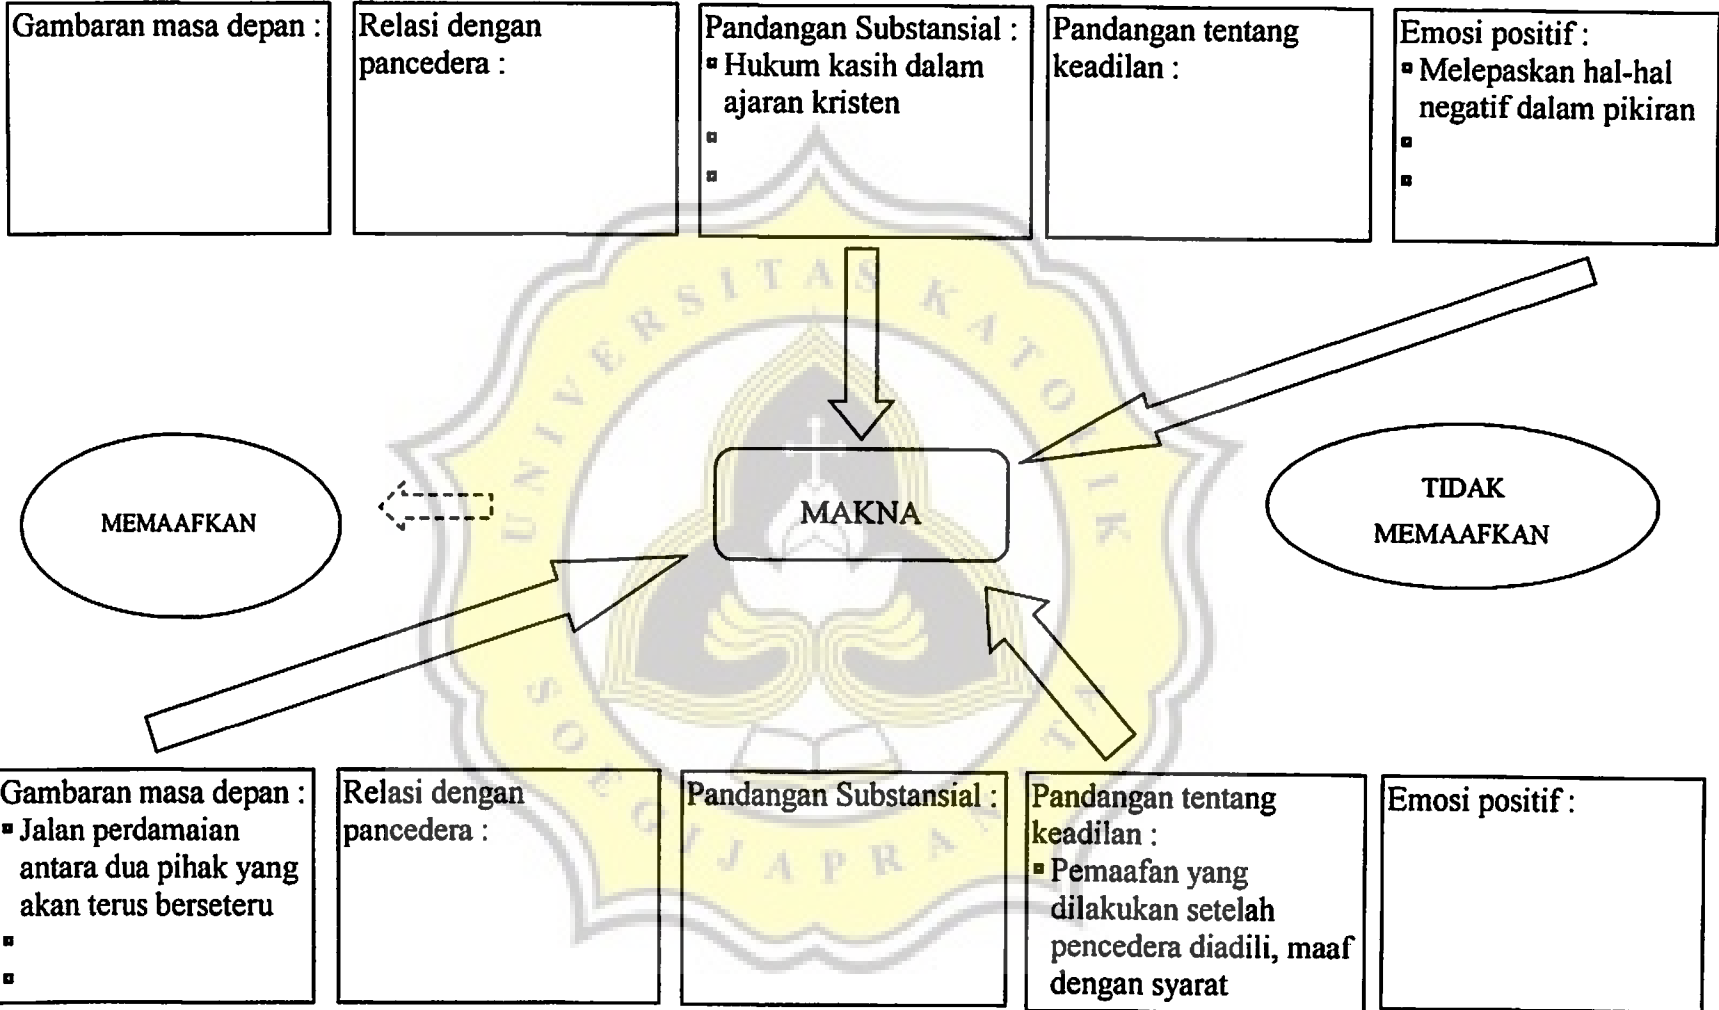 Gambaran masa depan :
Relasi dengan
pancedera :
Pandangan Substansial :
▫ Hukum kasih dalam
ajaran kristen
▫
▫
Pandangan tentang
keadilan :
Emosi positif :
▫ Melepaskan hal-hal
negatif dalam pikiran
▫
▫
UNIVERSITAS KATOLIK
MEMAAFKAN
MAKNA
TIDAK
MEMAAFKAN
SOEGIJAPRANATA
Gambaran masa depan :
▫ Jalan perdamaian
antara dua pihak yang
akan terus berseteru
▫
▫
Relasi dengan
pancedera :
Pandangan Substansial :
Pandangan tentang
keadilan :
▫ Pemaafan yang
dilakukan setelah
pencedera diadili, maaf
dengan syarat
Emosi positif :